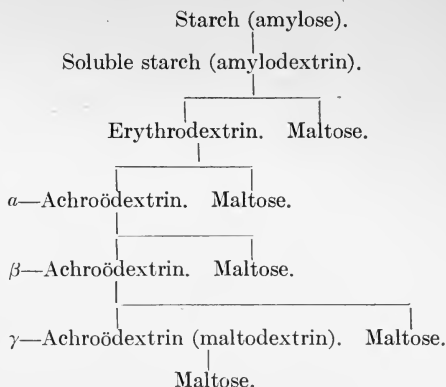 Starch (amylose).
Soluble starch (amylodextrin).
Erythrodextrin. Maltose.
α—Achroödextrin. Maltose.
β—Achroödextrin. Maltose.
γ—Achroödextrin (maltodextrin). Maltose.
Maltose.